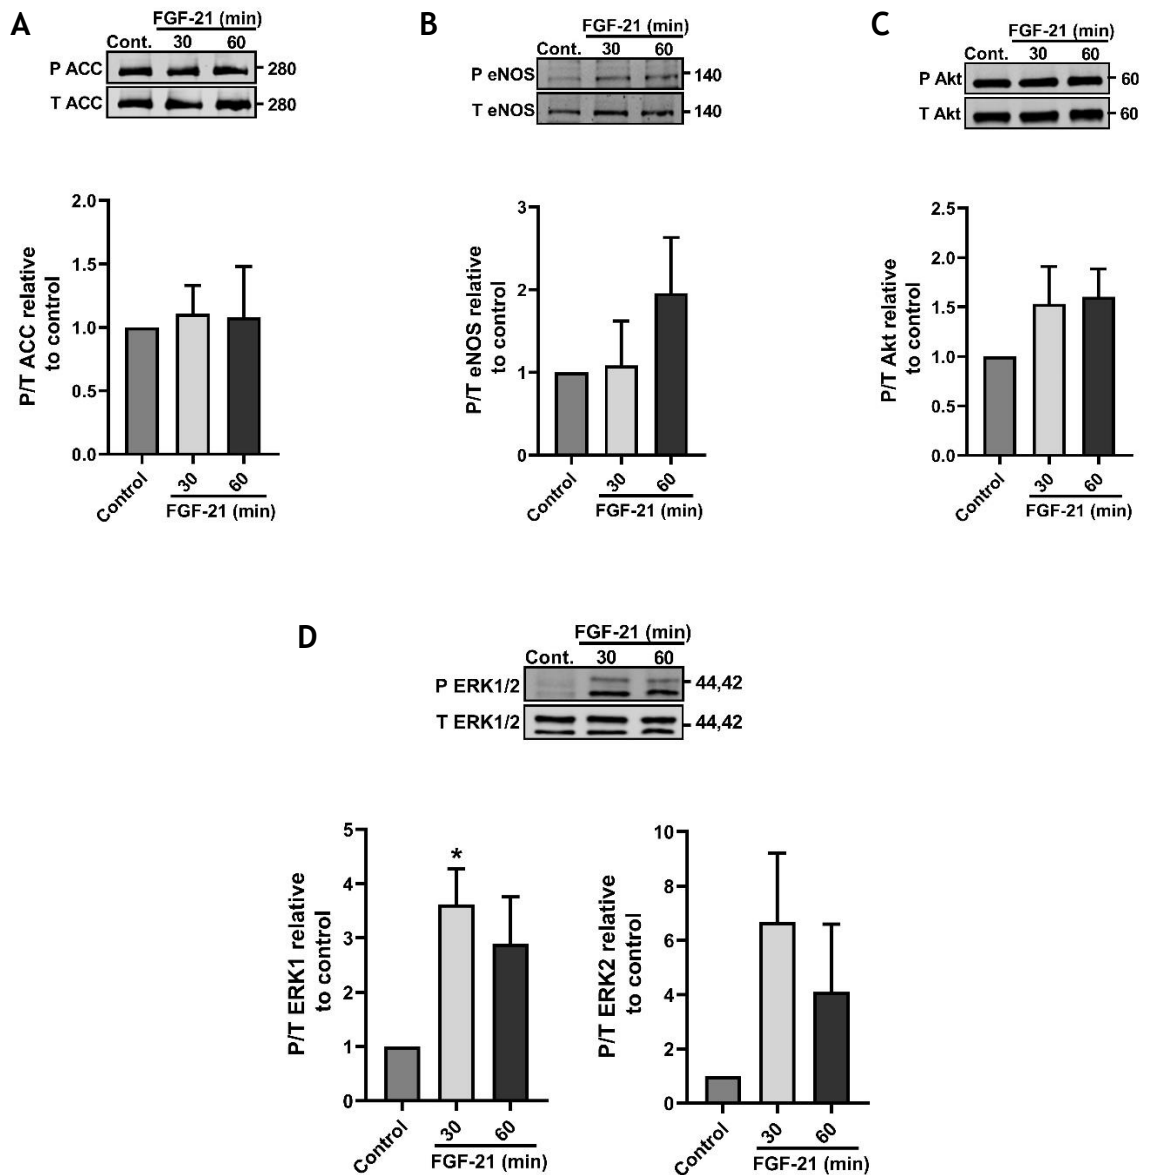 A
FGF-21 (min)
Cont. 30 60
P ACC 280
T ACC 280
2.0
1.5
1.0
0.5
0.0
P/T ACC relative
to control
Control 30 60
FGF-21 (min)
B
FGF-21 (min)
Cont. 30 60
P eNOS 140
T eNOS 140
3
2
1
0
P/T eNOS relative
to control
Control 30 60
FGF-21 (min)
C
FGF-21 (min)
Cont. 30 60
P Akt 60
T Akt 60
2.5
2.0
1.5
1.0
0.5
0.0
P/T Akt relative
to control
Control 30 60
FGF-21 (min)
D
FGF-21 (min)
Cont. 30 60
P ERK1/2 44,42
T ERK1/2 44,42
5
4
3
2
1
0
*
P/T ERK1 relative
to control
Control 30 60
FGF-21 (min)
10
8
6
4
2
0
P/T ERK2 relative
to control
Control 30 60
FGF-21 (min)